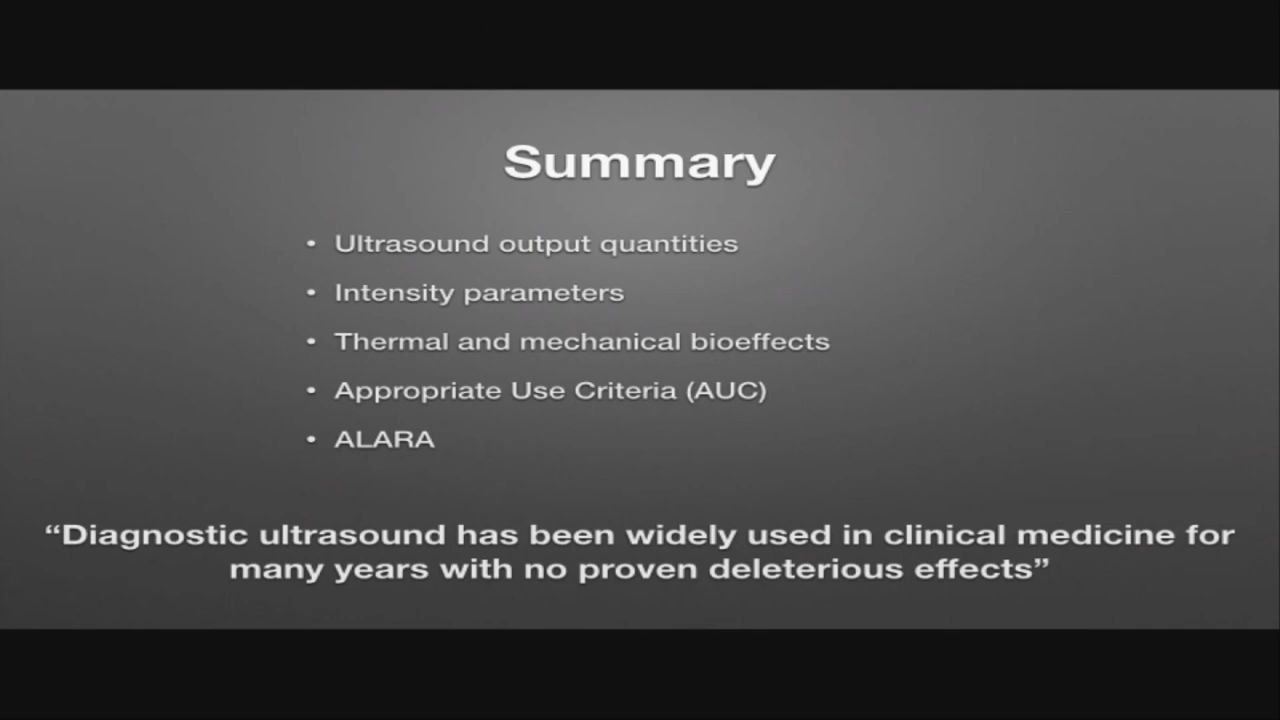 Summary
• Ultrasound output quantities
• Intensity parameters
• Thermal and mechanical bioeffects
• Appropriate Use Criteria (AUC)
• ALARA
“Diagnostic ultrasound has been widely used in clinical medicine for
many years with no proven deleterious effects”